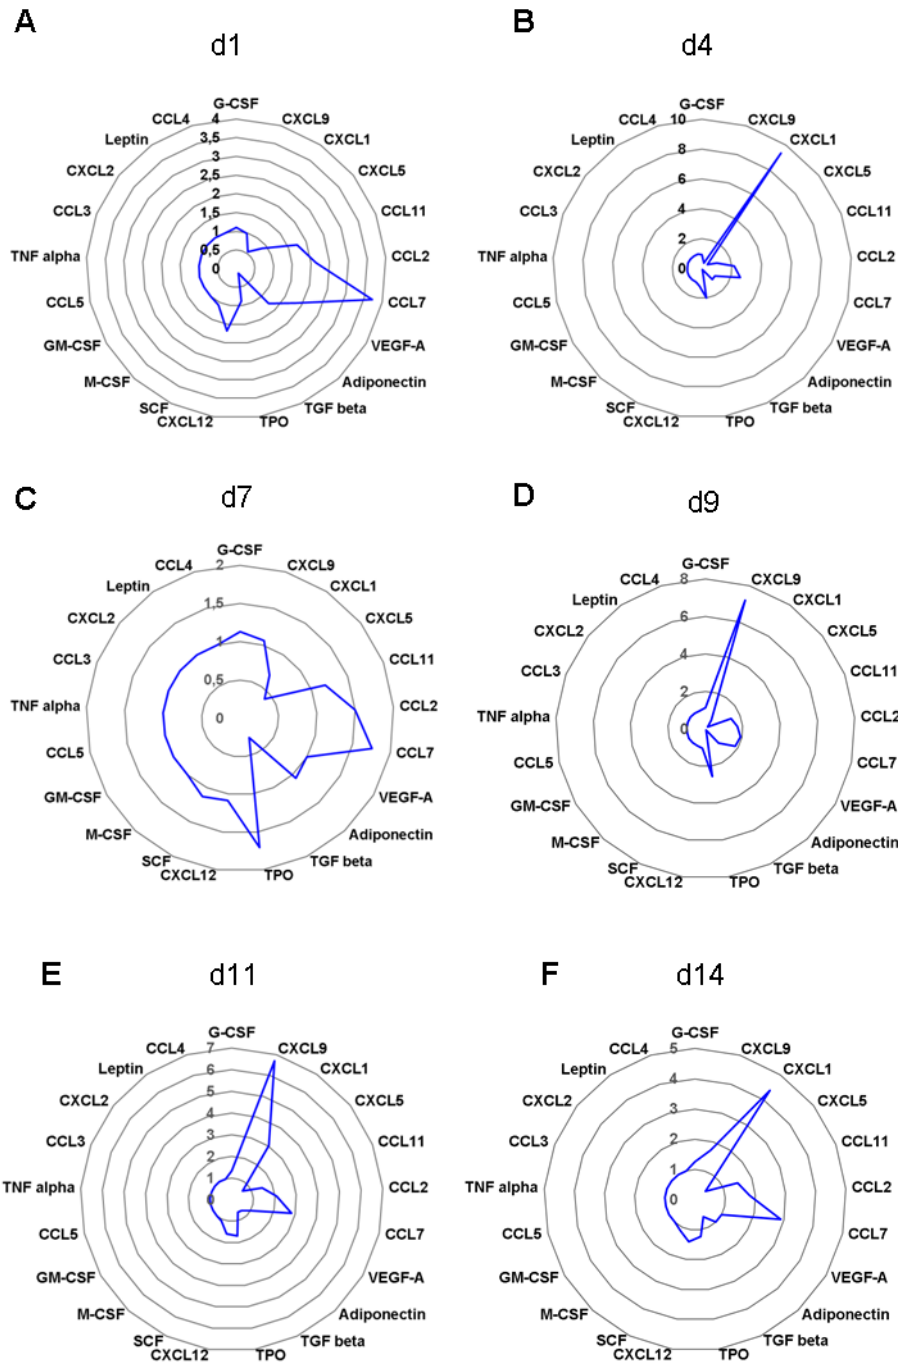 A
B
d1
d4
G-CSF
CCL4
CXCL9
Leptin
CXCL1
CXCL2
CXCL5
CCL3
CCL11
TNF alpha
CCL2
CCL5
CCL7
GM-CSF
VEGF-A
M-CSF
Adiponectin
SCF
TGF beta
CXCL12
TPO
4
3,5
3
2,5
2
1,5
1
0,5
0
G-CSF
CCL4
CXCL9
Leptin
CXCL1
CXCL2
CXCL5
CCL3
CCL11
TNF alpha
CCL2
CCL5
CCL7
GM-CSF
VEGF-A
M-CSF
Adiponectin
SCF
TGF beta
CXCL12
TPO
10
8
6
4
2
0
C
D
d7
d9
G-CSF
CCL4
CXCL9
Leptin
CXCL1
CXCL2
CXCL5
CCL3
CCL11
TNF alpha
CCL2
CCL5
CCL7
GM-CSF
VEGF-A
M-CSF
Adiponectin
SCF
TGF beta
CXCL12
TPO
2
1,5
1
0,5
0
G-CSF
CCL4
CXCL9
Leptin
CXCL1
CXCL2
CXCL5
CCL3
CCL11
TNF alpha
CCL2
CCL5
CCL7
GM-CSF
VEGF-A
M-CSF
Adiponectin
SCF
TGF beta
CXCL12
TPO
8
6
4
2
0
E
F
d11
d14
G-CSF
CCL4
CXCL9
Leptin
CXCL1
CXCL2
CXCL5
CCL3
CCL11
TNF alpha
CCL2
CCL5
CCL7
GM-CSF
VEGF-A
M-CSF
Adiponectin
SCF
TGF beta
CXCL12
TPO
7
6
5
4
3
2
1
0
G-CSF
CCL4
CXCL9
Leptin
CXCL1
CXCL2
CXCL5
CCL3
CCL11
TNF alpha
CCL2
CCL5
CCL7
GM-CSF
VEGF-A
M-CSF
Adiponectin
SCF
TGF beta
CXCL12
TPO
5
4
3
2
1
0